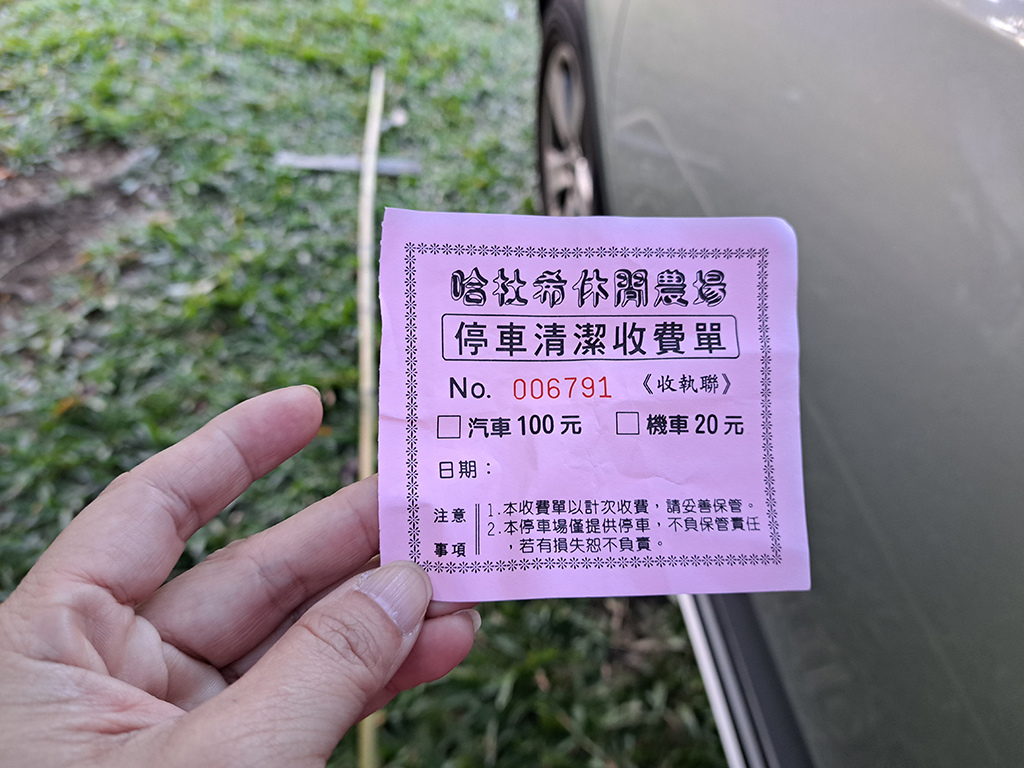 哈杜希休閒農場
停車清潔收費單
No. 006791 《收執聯》
□汽車100元 □機車20元
日期：
注意事項
1.本收費單以計次收費，請妥善保管。
2.本停車場僅提供停車，不負保管責任
，若有損失恕不負責。